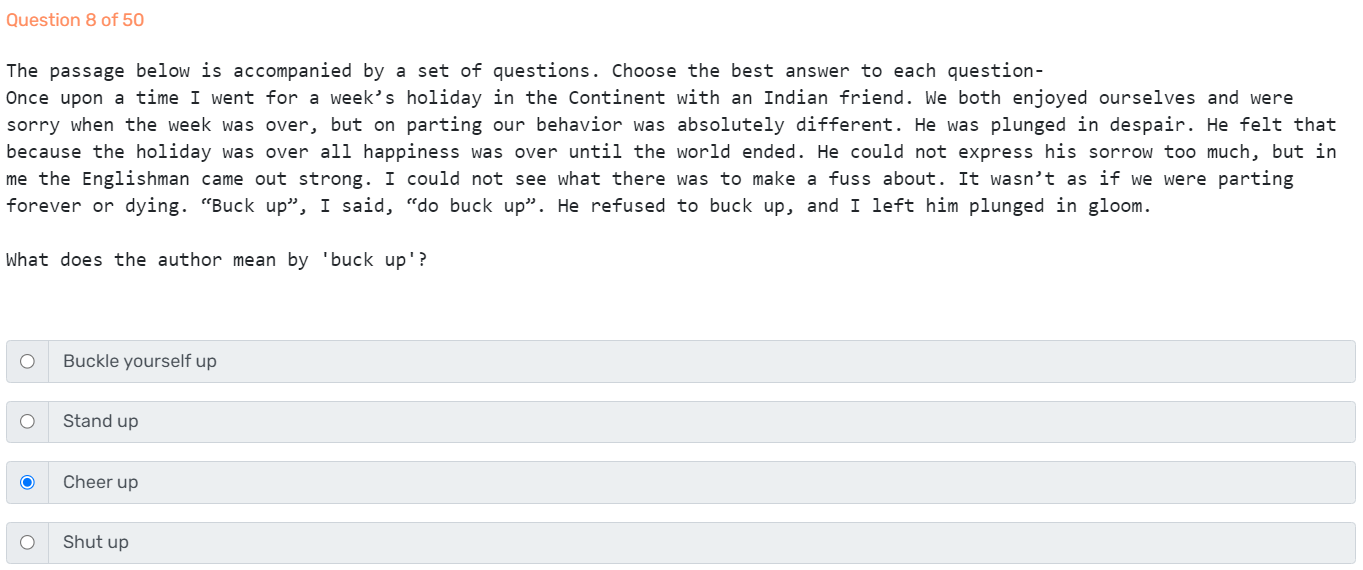 Question 8 of 50
The passage below is accompanied by a set of questions. Choose the best answer to each question-
Once upon a time I went for a week’s holiday in the Continent with an Indian friend. We both enjoyed ourselves and were
sorry when the week was over, but on parting our behavior was absolutely different. He was plunged in despair. He felt that
because the holiday was over all happiness was over until the world ended. He could not express his sorrow too much, but in
me the Englishman came out strong. I could not see what there was to make a fuss about. It wasn’t as if we were parting
forever or dying. “Buck up”, I said, “do buck up”. He refused to buck up, and I left him plunged in gloom.
What does the author mean by 'buck up'?
Buckle yourself up
Stand up
Cheer up
Shut up